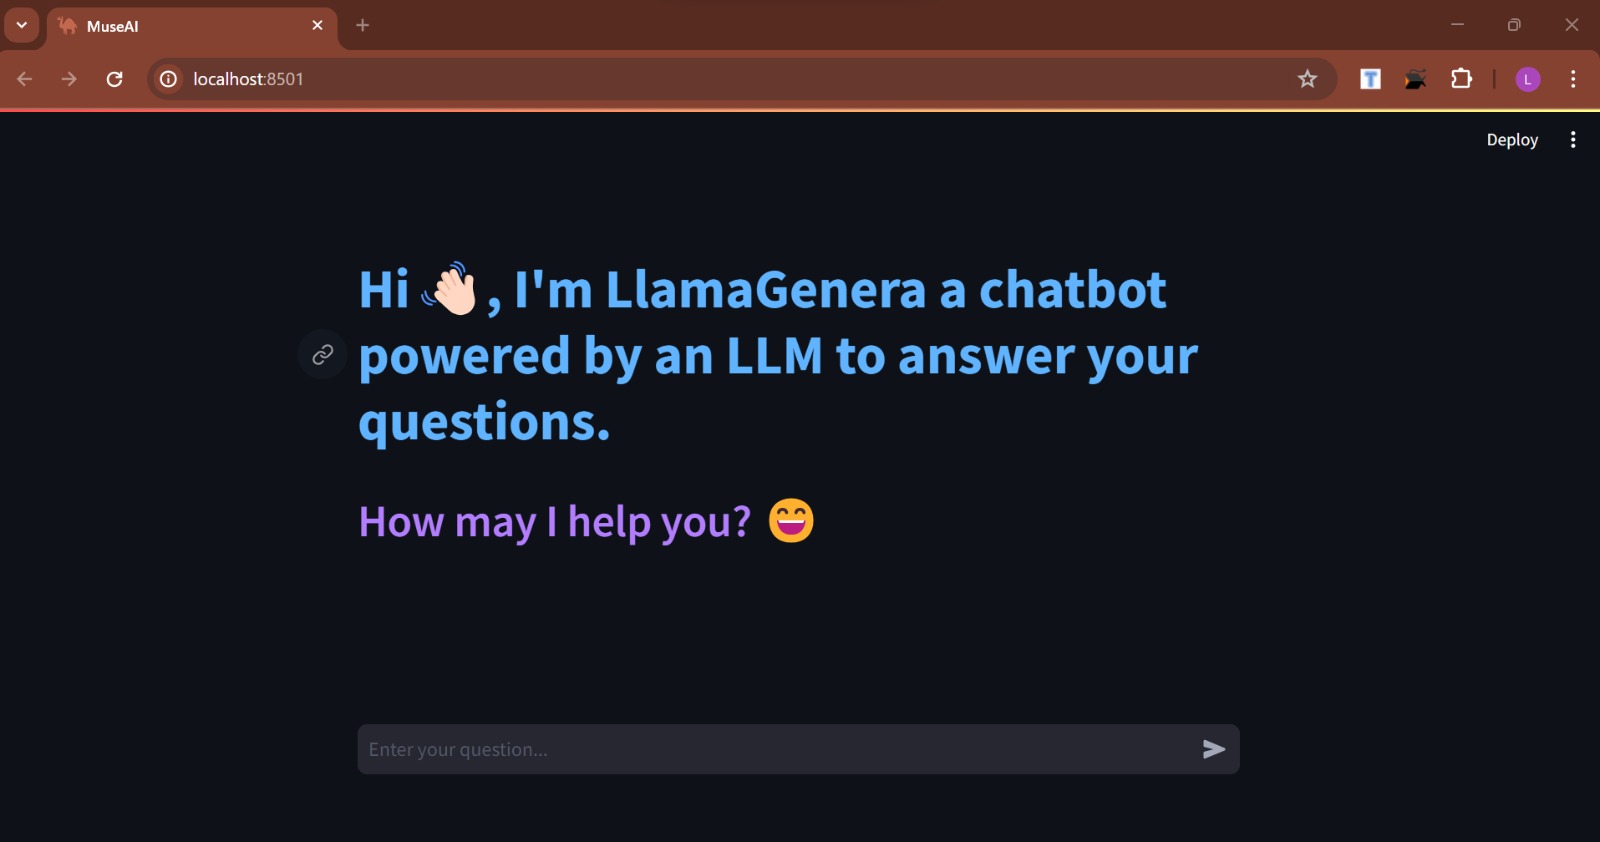 MuseAI
localhost:8501
L
Deploy
Hi 👋🏻, I'm LlamaGenera a chatbot
powered by an LLM to answer your
questions.
How may I help you? 😄
Enter your question...